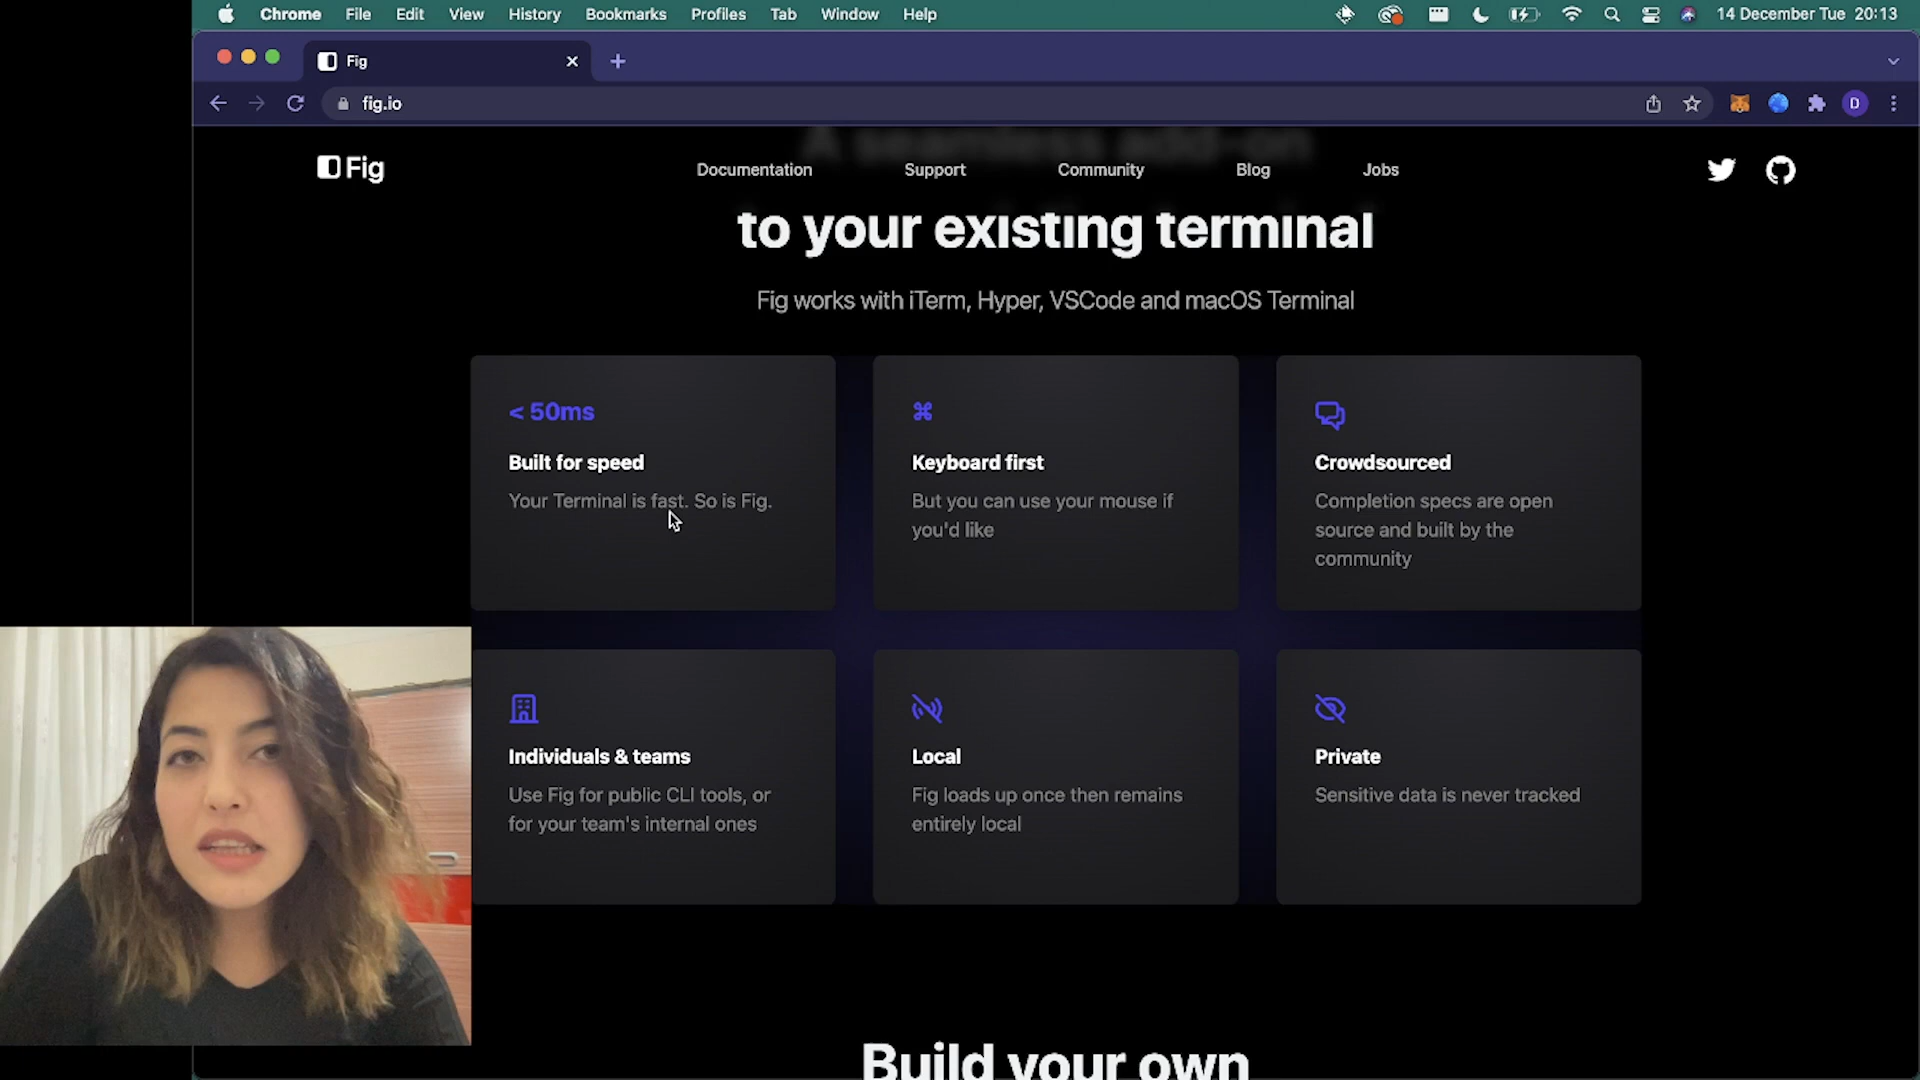 Chrome File Edit View History Bookmarks Profiles Tab Window Help 14 December Tue 20:13
Fig
fig.io D
A seamless add-on
Fig Documentation Support Community Blog Jobs
to your existing terminal
Fig works with iTerm, Hyper, VSCode and macOS Terminal
< 50ms
Built for speed
Your Terminal is fast. So is Fig.
⌘
Keyboard first
But you can use your mouse if
you'd like
Crowdsourced
Completion specs are open
source and built by the
community
Individuals & teams
Use Fig for public CLI tools, or
for your team's internal ones
Local
Fig loads up once then remains
entirely local
Private
Sensitive data is never tracked
Build your own